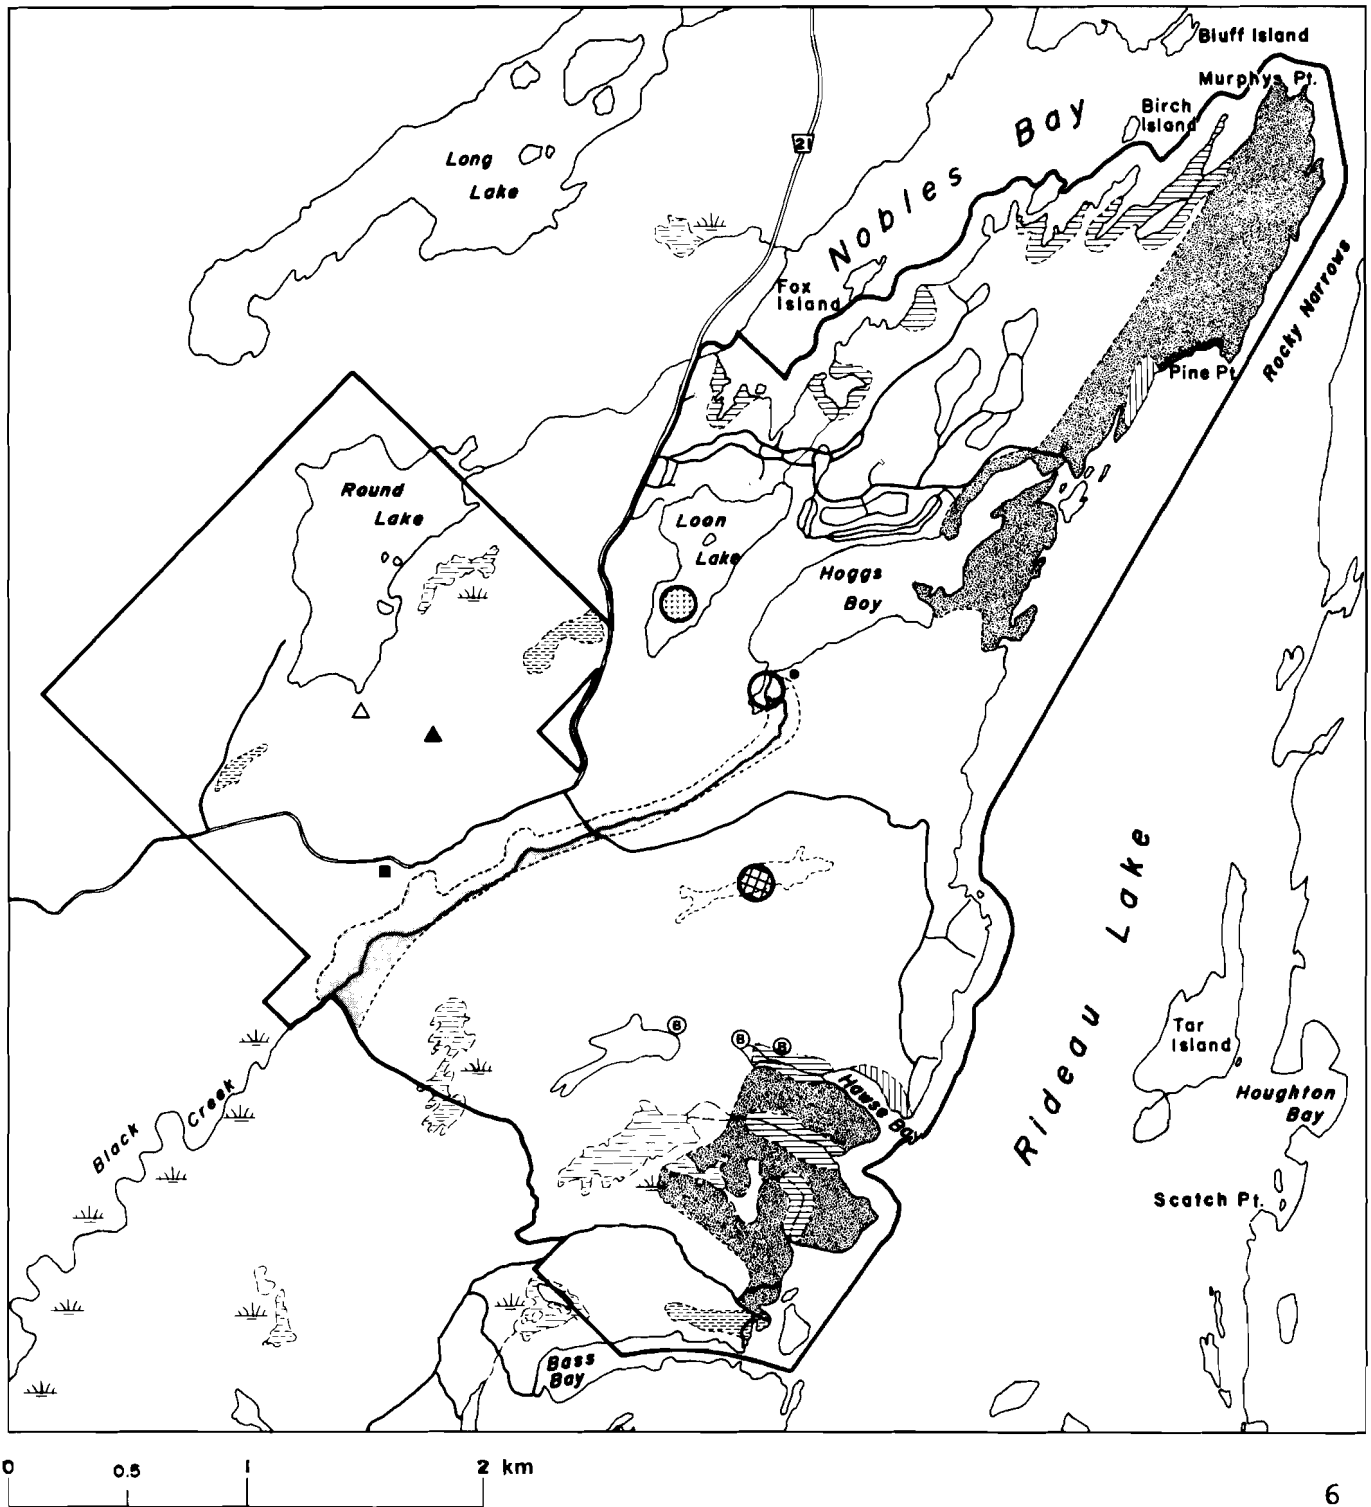 Bluff Island
Murphys Pt.
Birch
Island
Nobles Bay
21
Long
Lake
Fox
Island
Rocky Narrows
Pine Pt.
Round
Lake
Loon
Lake
Hoggs
Bay
Rideau Lake
Tar
Island
B
B
B
Hawse Bay
Houghton
Bay
Black Creek
Scatch Pt.
Bass
Bay
0 0.5 1 2 km
6